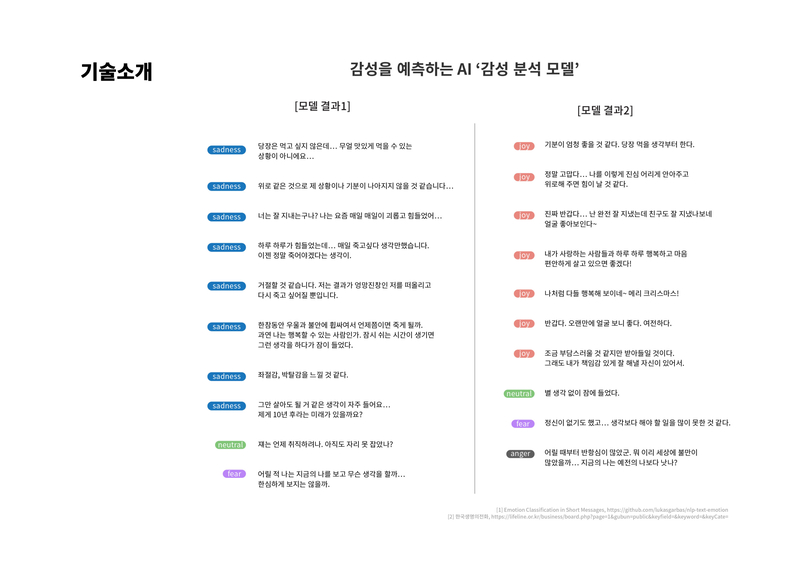 기술소개
감성을 예측하는 AI ‘감성 분석 모델’
[모델 결과1]
sadness 당장은 먹고 싶지 않은데… 무얼 맛있게 먹을 수 있는
상황이 아니에요…
sadness 위로 같은 것으로 제 상황이나 기분이 나아지지 않을 것 같습니다…
sadness 너는 잘 지내는구나? 나는 요즘 매일 매일이 괴롭고 힘들었어…
sadness 하루 하루가 힘들었는데… 매일 죽고싶다 생각만했습니다.
이젠 정말 죽어야겠다는 생각이.
sadness 거절할 것 같습니다. 저는 결과가 엉망진창인 저를 떠올리고
다시 죽고 싶어질 뿐입니다.
sadness 한참동안 우울과 불안에 휩싸여서 언제쯤이면 죽게 될까.
과연 나는 행복할 수 있는 사람인가. 잠시 쉬는 시간이 생기면
그런 생각을 하다가 잠이 들었다.
sadness 좌절감, 박탈감을 느낄 것 같다.
sadness 그만 살아도 될 거 같은 생각이 자주 들어요…
제게 10년 후라는 미래가 있을까요?
neutral 쟤는 언제 취직하려나. 아직도 자리 못 잡았나?
fear 어릴 적 나는 지금의 나를 보고 무슨 생각을 할까…
한심하게 보지는 않을까.
[모델 결과2]
joy 기분이 엄청 좋을 것 같다. 당장 먹을 생각부터 한다.
joy 정말 고맙다… 나를 이렇게 진심 어리게 안아주고
위로해 주면 힘이 날 것 같다.
joy 진짜 반갑다… 난 완전 잘 지냈는데 친구도 잘 지냈나보네
얼굴 좋아보인다~
joy 내가 사랑하는 사람들과 하루 하루 행복하고 마음
편안하게 살고 있으면 좋겠다!
joy 나처럼 다들 행복해 보이네~ 메리 크리스마스!
joy 반갑다. 오랜만에 얼굴 보니 좋다. 여전하다.
joy 조금 부담스러울 것 같지만 받아들일 것이다.
그래도 내가 책임감 있게 잘 해낼 자신이 있어서.
neutral 별 생각 없이 잠에 들었다.
fear 정신이 없기도 했고… 생각보다 해야 할 일을 많이 못한 것 같다.
anger 어릴 때부터 반항심이 많았군. 뭐 이리 세상에 불만이
많았을까… 지금의 나는 예전의 나보다 낫나?
[1] Emotion Classification in Short Messages, https://github.com/lukasgarbas/nlp-text-emotion
[2] 한국생명의전화, https://lifeline.or.kr/business/board.php?page=1&gubun=public&keyfield=&keyword=&keyCate=